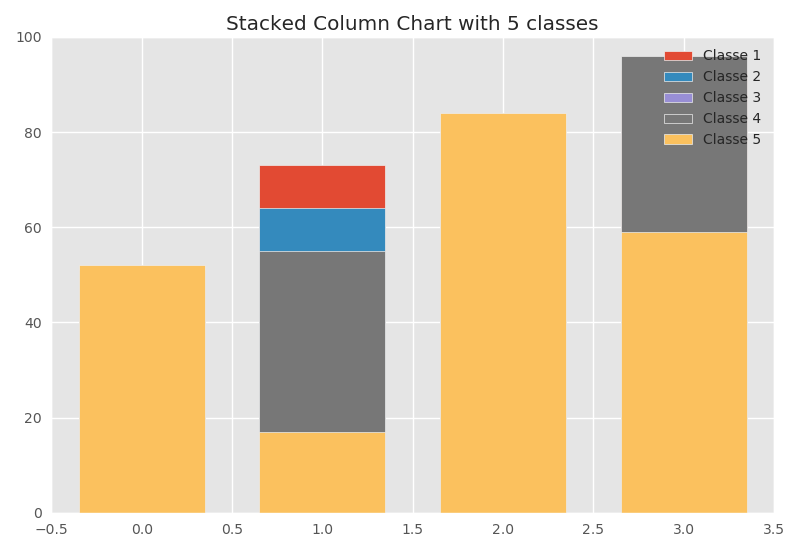 Stacked Column Chart with 5 classes
100
80
60
40
20
0
−0.5 0.0 0.5 1.0 1.5 2.0 2.5 3.0 3.5
Classe 1
Classe 2
Classe 3
Classe 4
Classe 5